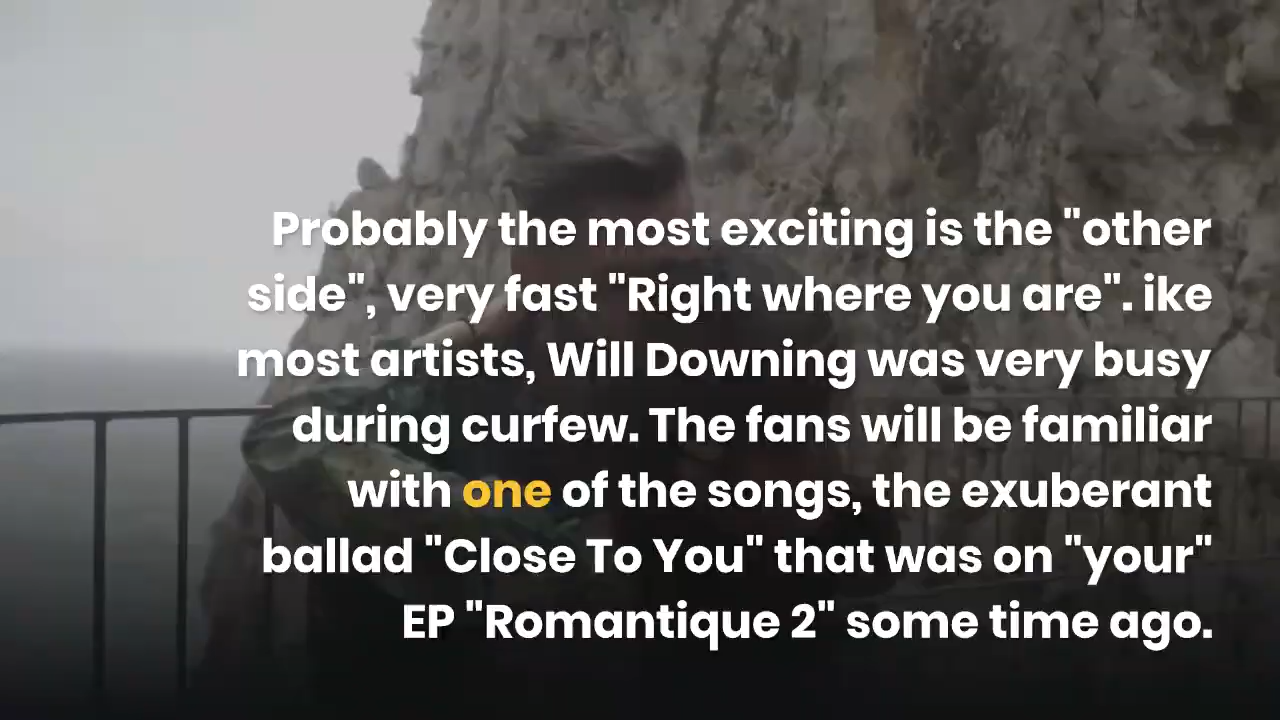 Probably the most exciting is the "other
side", very fast "Right where you are". ike
most artists, Will Downing was very busy
during curfew. The fans will be familiar
with one of the songs, the exuberant
ballad "Close To You" that was on "your"
EP "Romantique 2" some time ago.